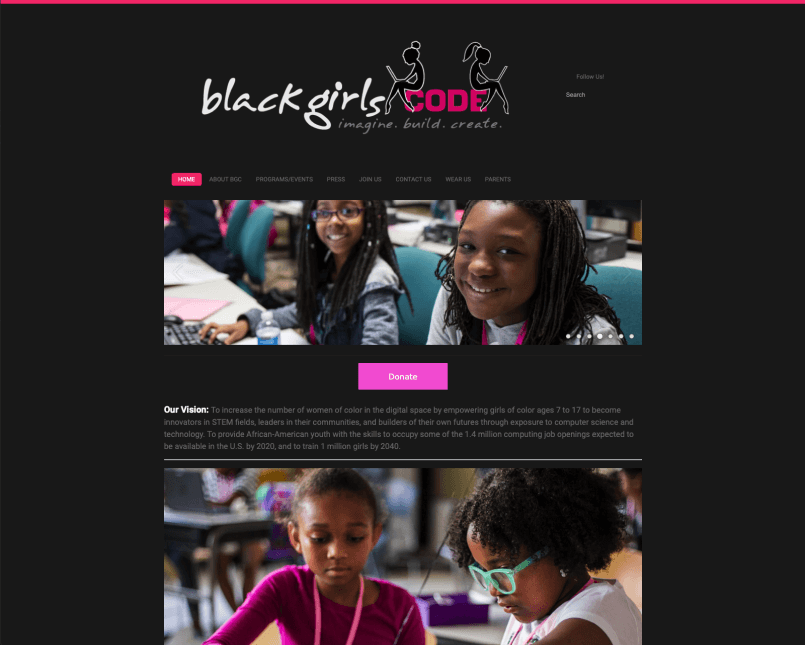 black girls CODE
imagine. build. create.
Follow Us!
Search
HOME ABOUT BGC PROGRAMS/EVENTS PRESS JOIN US CONTACT US WEAR US PARENTS
Donate
Our Vision: To increase the number of women of color in the digital space by empowering girls of color ages 7 to 17 to become
innovators in STEM fields, leaders in their communities, and builders of their own futures through exposure to computer science and
technology. To provide African-American youth with the skills to occupy some of the 1.4 million computing job openings expected to
be available in the U.S. by 2020, and to train 1 million girls by 2040.